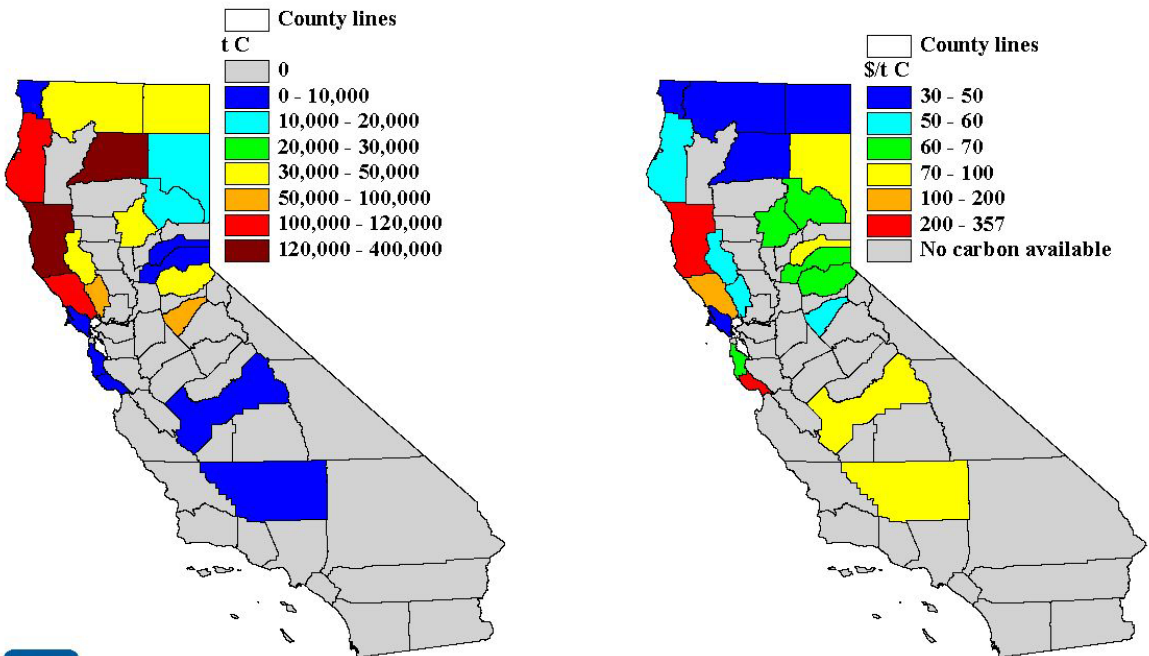 County lines
t C
0
0 - 10,000
10,000 - 20,000
20,000 - 30,000
30,000 - 50,000
50,000 - 100,000
100,000 - 120,000
120,000 - 400,000
County lines
$/t C
30 - 50
50 - 60
60 - 70
70 - 100
100 - 200
200 - 357
No carbon available